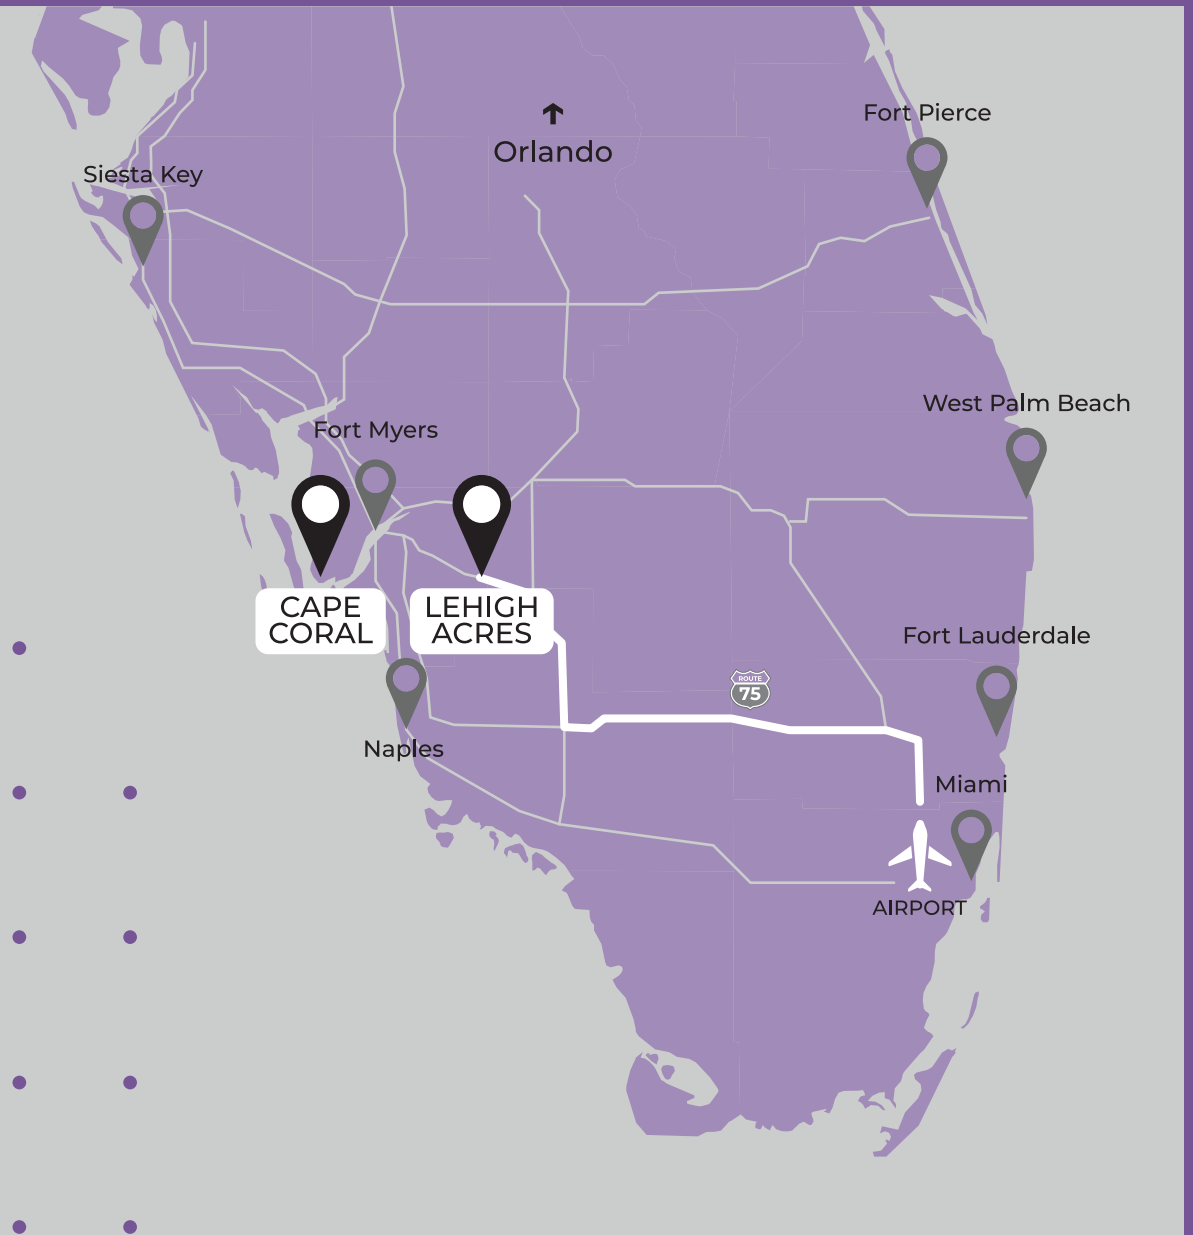 Fort Pierce
Orlando
Siesta Key
West Palm Beach
Fort Myers
CAPE
CORAL
LEHIGH
ACRES
Fort Lauderdale
ROUTE
75
Naples
Miami
AIRPORT